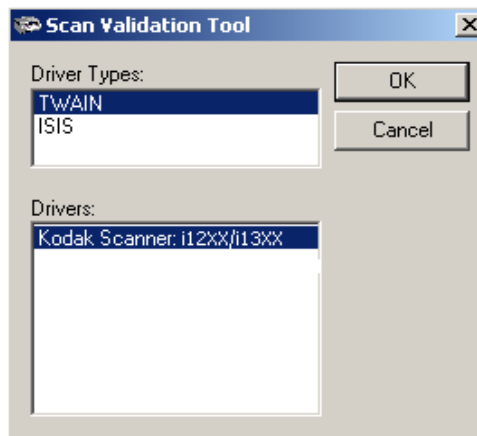 Scan Validation Tool
Driver Types:
TWAIN
ISIS
OK
Cancel
Drivers:
Kodak Scanner: i12XX/i13XX